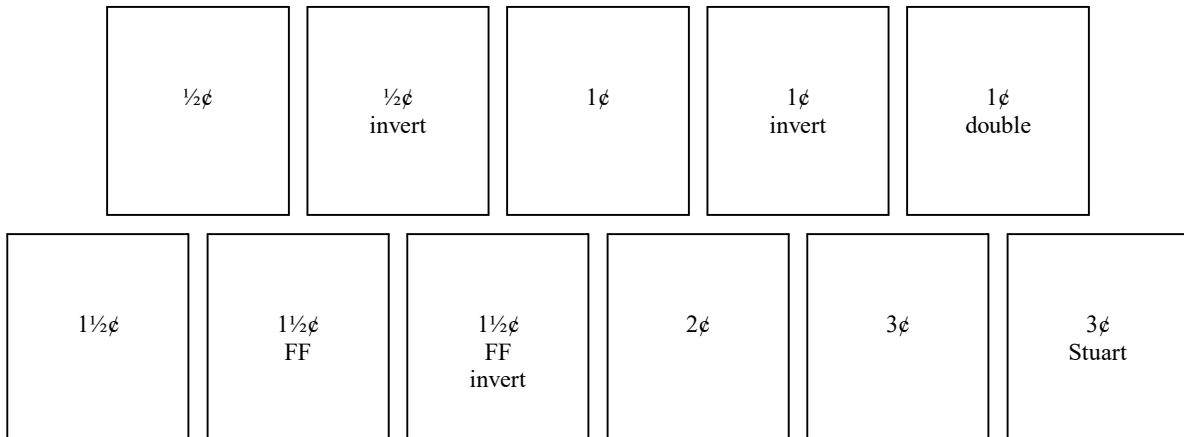 ½¢
½¢
invert
1¢
1¢
invert
1¢
double
1½¢
1½¢
FF
1½¢
FF
invert
2¢
3¢
3¢
Stuart